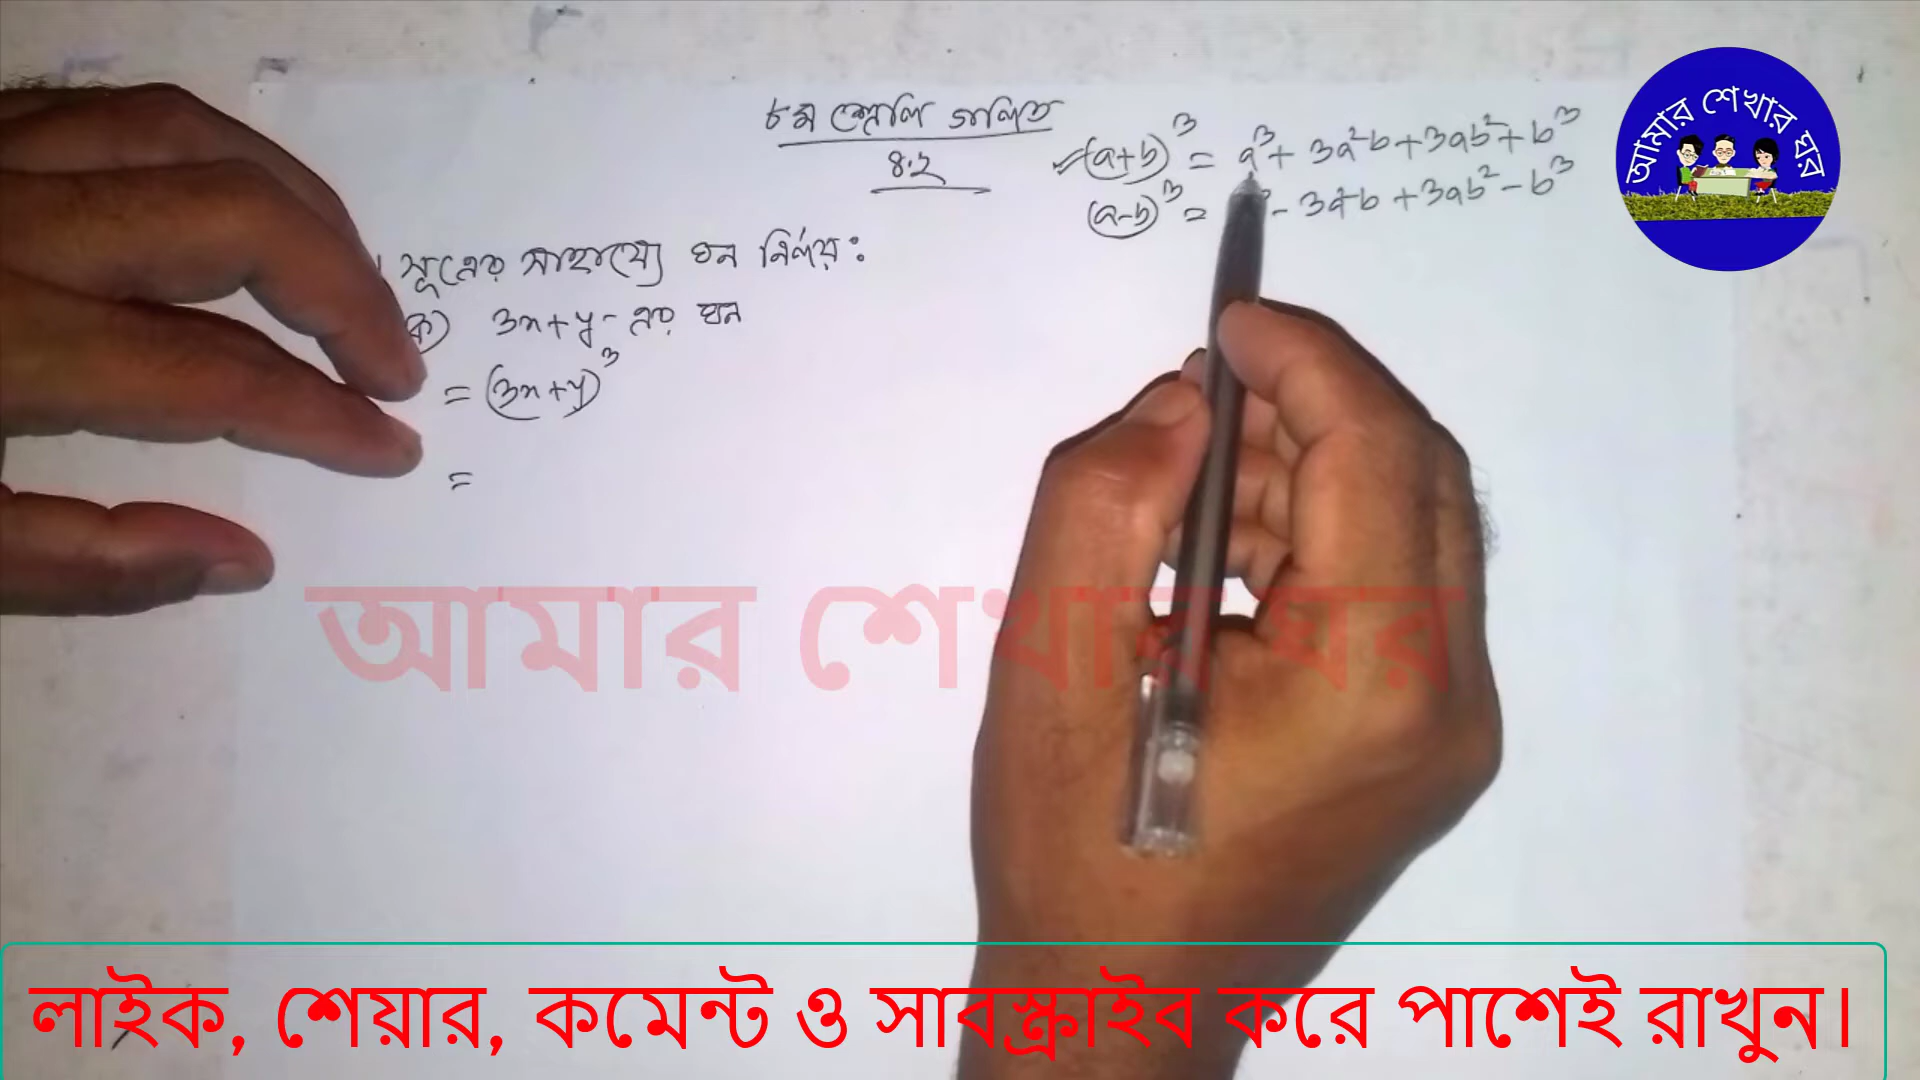 ৮ম শ্রেণি গণিত
৪.২
(a+b)³ = a³ + 3a²b + 3ab² + b³
(a-b)³ = ³ - 3a²b + 3ab² - b³
সূত্রের সাহায্যে ঘন নির্ণয়ঃ
ক) 3x+y- এর ঘন
= (3x+y)³
=
আমার শেখার ঘর
আমার শেখার ঘর
লাইক, শেয়ার, কমেন্ট ও সাবস্ক্রাইব করে পাশেই রাখুন।